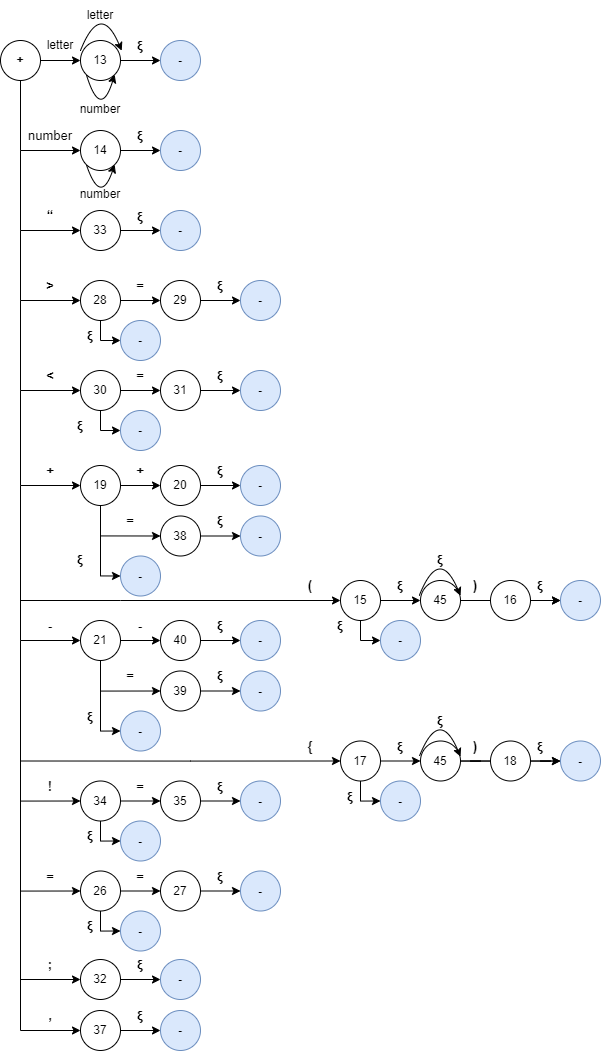 letter
letter ξ
+ 13 -
number
number ξ
14 -
number
“ ξ
33 -
> = ξ
28 29 -
ξ -
< = ξ
30 31 -
ξ -
+ + ξ
19 20 -
= ξ
38 -
ξ -
ξ
( ξ ) ξ
15 45 16 -
ξ -
- - ξ
21 40 -
= ξ
39 -
ξ -
ξ
{ ξ ) ξ
17 45 18 -
ξ -
! = ξ
34 35 -
ξ -
= = ξ
26 27 -
ξ -
; ξ
32 -
, ξ
37 -